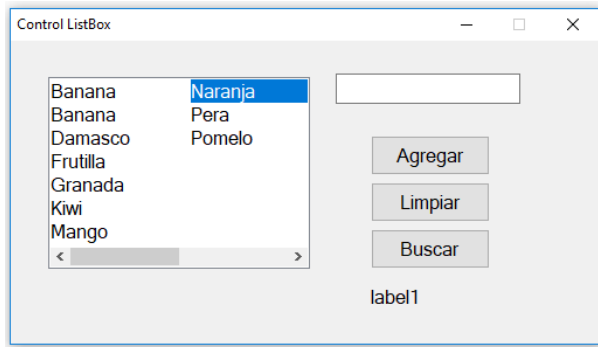 Control ListBox
Banana
Banana
Damasco
Frutilla
Granada
Kiwi
Mango
Naranja
Pera
Pomelo
Agregar
Limpiar
Buscar
label1